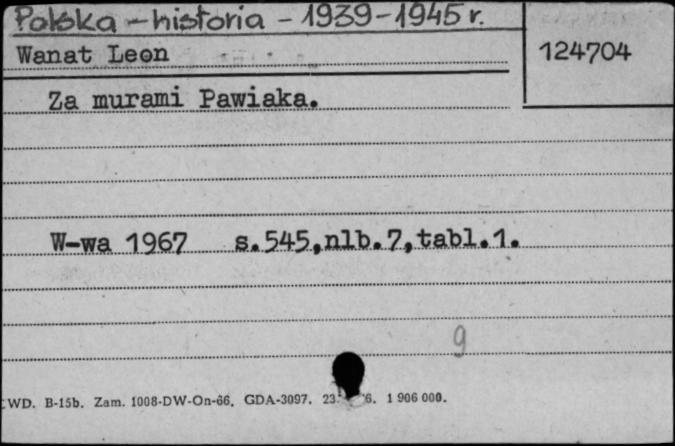 Polska – historia – 1939–1945 r.
Wanat Leon
124704
Za murami Pawiaka.
W-wa 1967 s.545,nlb.7,tabl.1.
9
WD. B-15b. Zam. 1008-DW-On-66. GDA-3097. 23- 6. 1 906 000.